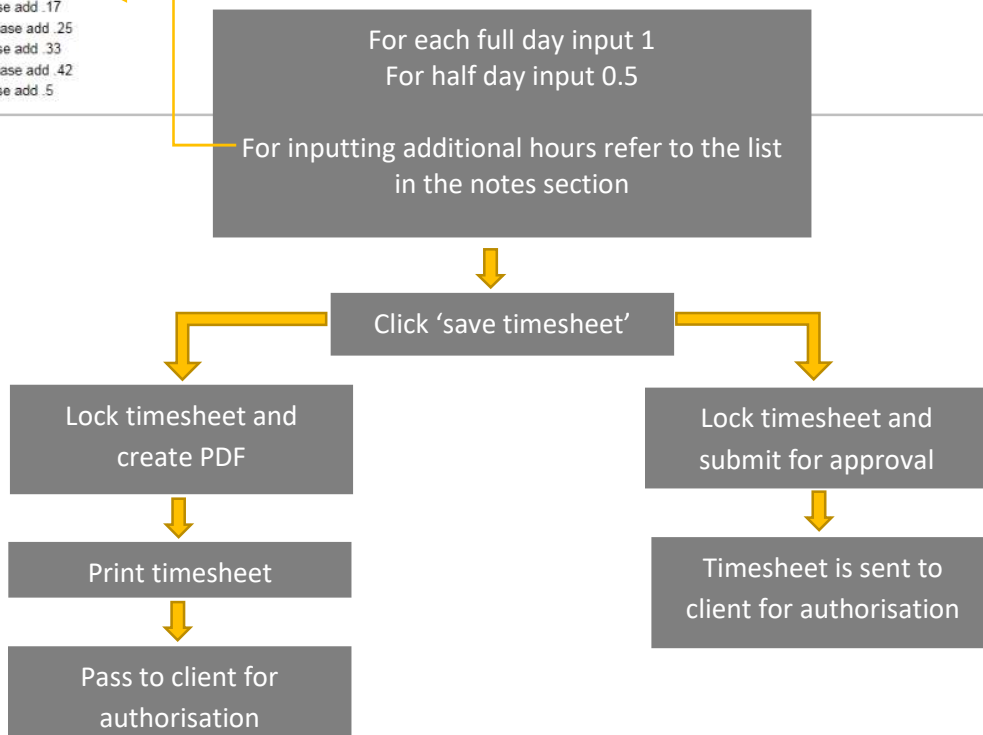 se add .17
ase add .25
se add .33
ase add .42
se add .5
For each full day input 1
For half day input 0.5
For inputting additional hours refer to the list
in the notes section
Click ‘save timesheet’
Lock timesheet and
create PDF
Print timesheet
Pass to client for
authorisation
Lock timesheet and
submit for approval
Timesheet is sent to
client for authorisation